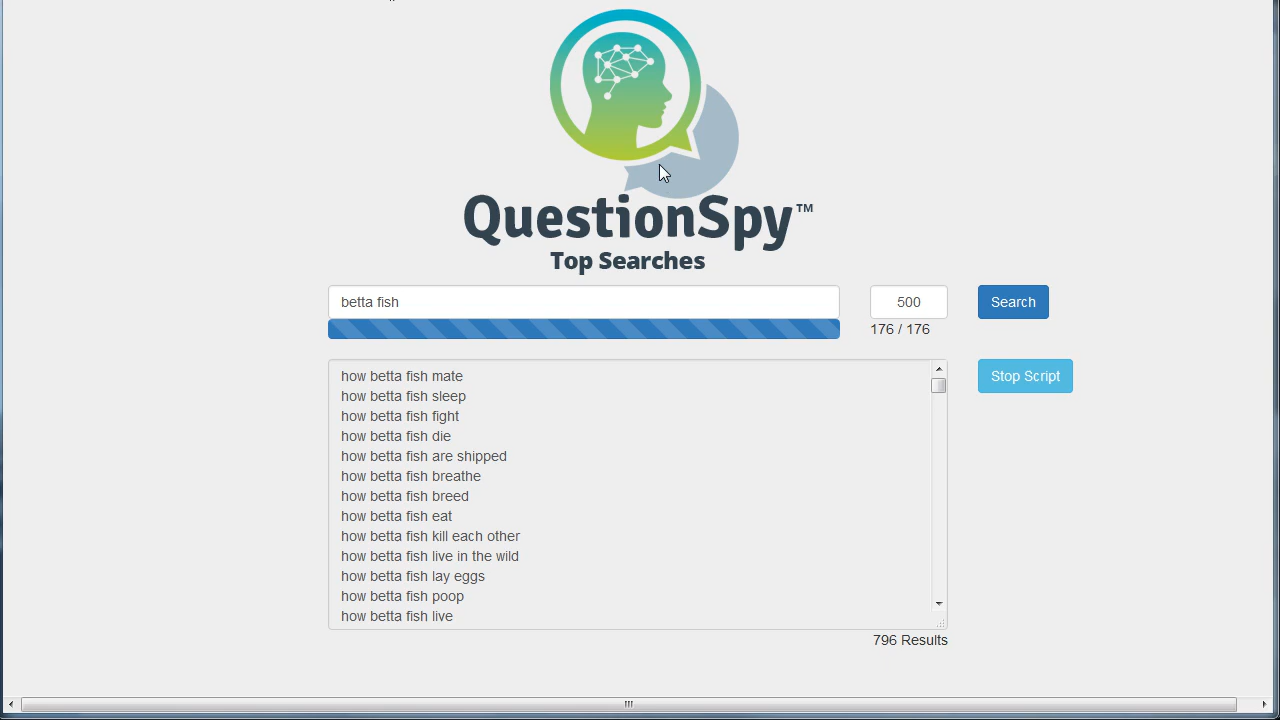 QuestionSpy™
Top Searches
betta fish
500
Search
176 / 176
how betta fish mate
Stop Script
how betta fish sleep
how betta fish fight
how betta fish die
how betta fish are shipped
how betta fish breathe
how betta fish breed
how betta fish eat
how betta fish kill each other
how betta fish live in the wild
how betta fish lay eggs
how betta fish poop
how betta fish live
796 Results